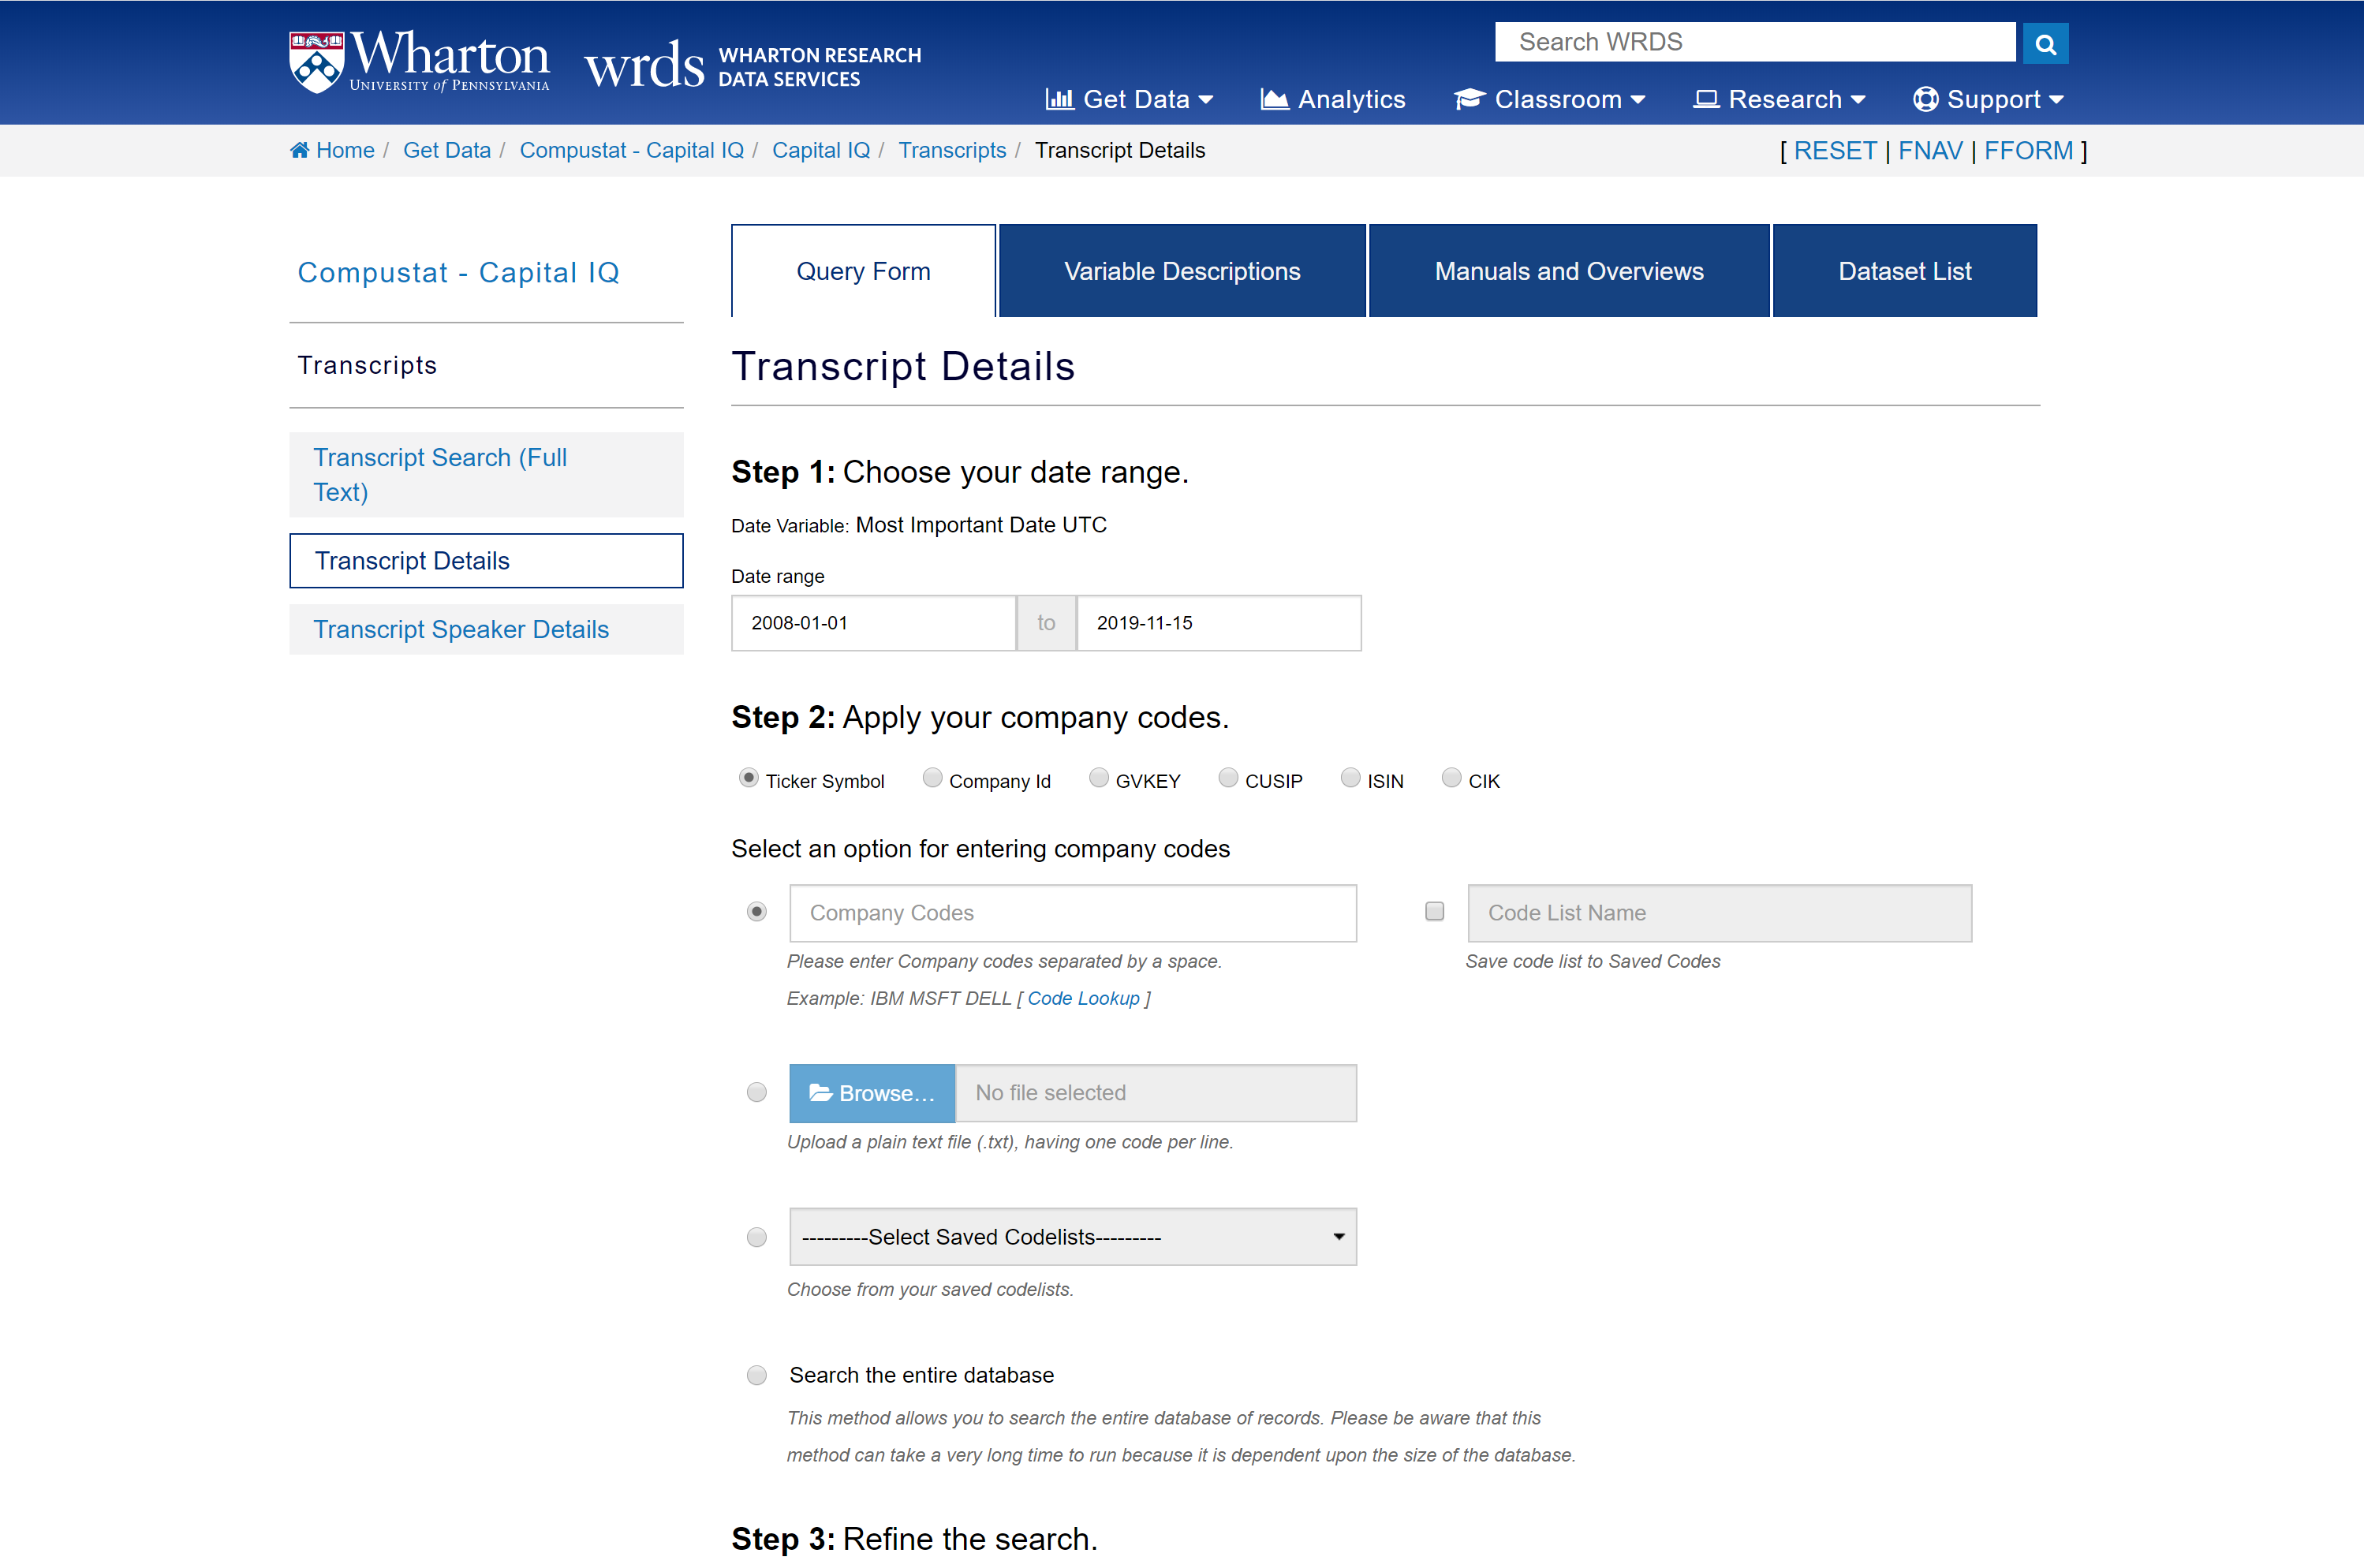 Wharton
UNIVERSITY of PENNSYLVANIA
wrds WHARTON RESEARCH
DATA SERVICES
Search WRDS
Get Data
Analytics
Classroom
Research
Support
Home / Get Data / Compustat - Capital IQ / Capital IQ / Transcripts / Transcript Details
[ RESET | FNAV | FFORM ]
Compustat - Capital IQ
Transcripts
Transcript Search (Full
Text)
Transcript Details
Transcript Speaker Details
Query Form
Variable Descriptions
Manuals and Overviews
Dataset List
Transcript Details
Step 1: Choose your date range.
Date Variable: Most Important Date UTC
Date range
2008-01-01 to 2019-11-15
Step 2: Apply your company codes.
Ticker Symbol Company Id GVKEY CUSIP ISIN CIK
Select an option for entering company codes
Company Codes
Please enter Company codes separated by a space.
Example: IBM MSFT DELL [ Code Lookup ]
Code List Name
Save code list to Saved Codes
Browse... No file selected
Upload a plain text file (.txt), having one code per line.
---------Select Saved Codelists---------
Choose from your saved codelists.
Search the entire database
This method allows you to search the entire database of records. Please be aware that this
method can take a very long time to run because it is dependent upon the size of the database.
Step 3: Refine the search.